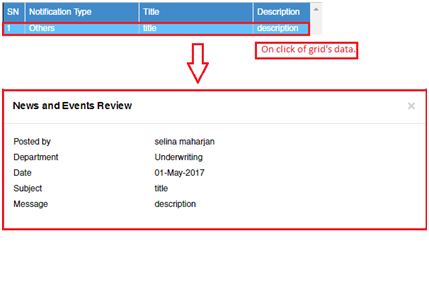 SN Notification Type Title Description
1 Others title description
On click of grid's data.
News and Events Review ×
Posted by selina maharjan
Department Underwriting
Date 01-May-2017
Subject title
Message description